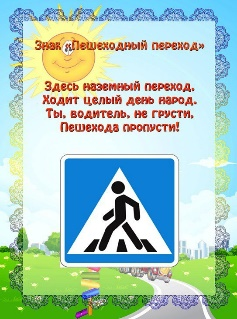 Знак «Пешеходный переход»
Здесь наземный переход.
Ходит целый день народ.
Ты, водитель, не грусти,
Пешехода пропусти!